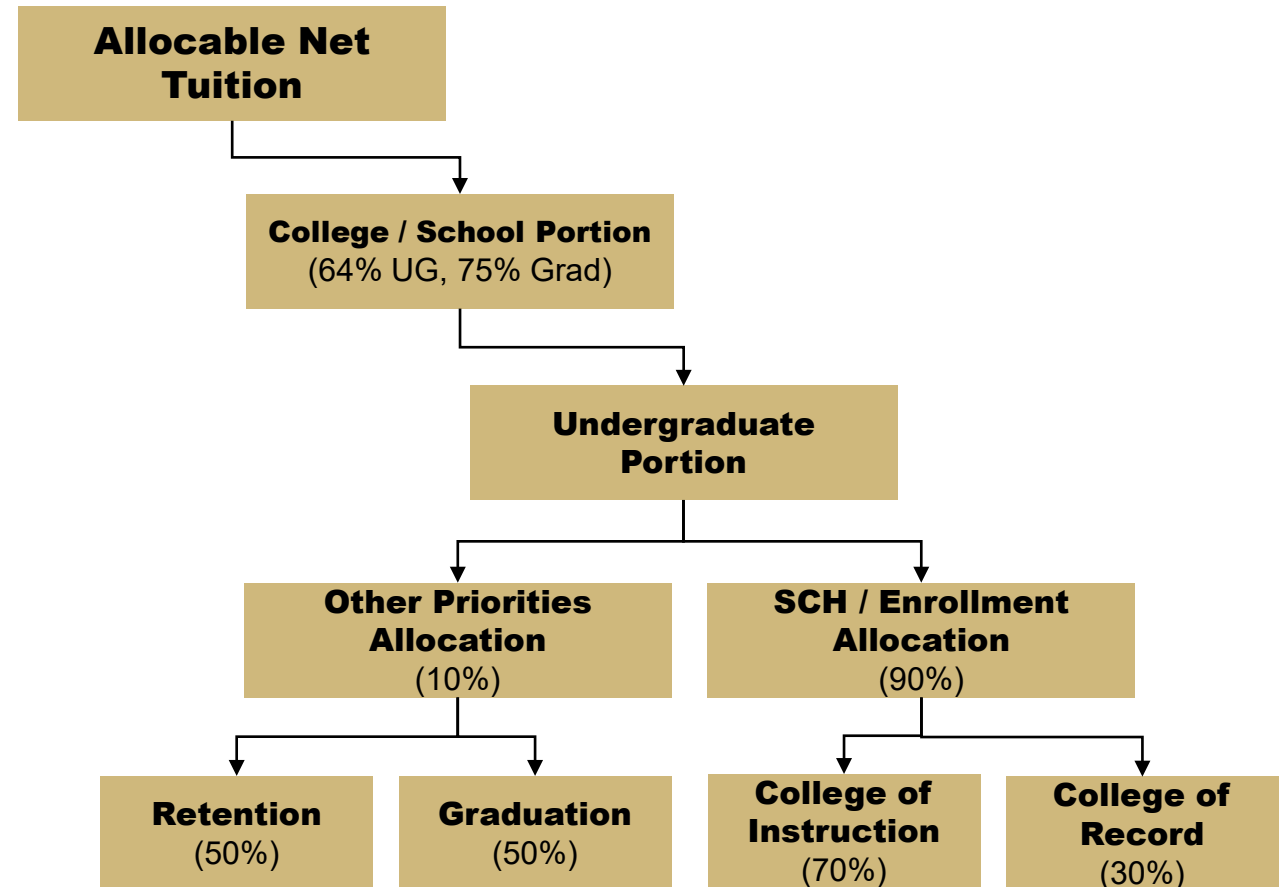 Allocable Net
Tuition
College / School Portion
(64% UG, 75% Grad)
Undergraduate
Portion
Other Priorities
Allocation
(10%)
SCH / Enrollment
Allocation
(90%)
Retention
(50%)
Graduation
(50%)
College of
Instruction
(70%)
College of
Record
(30%)